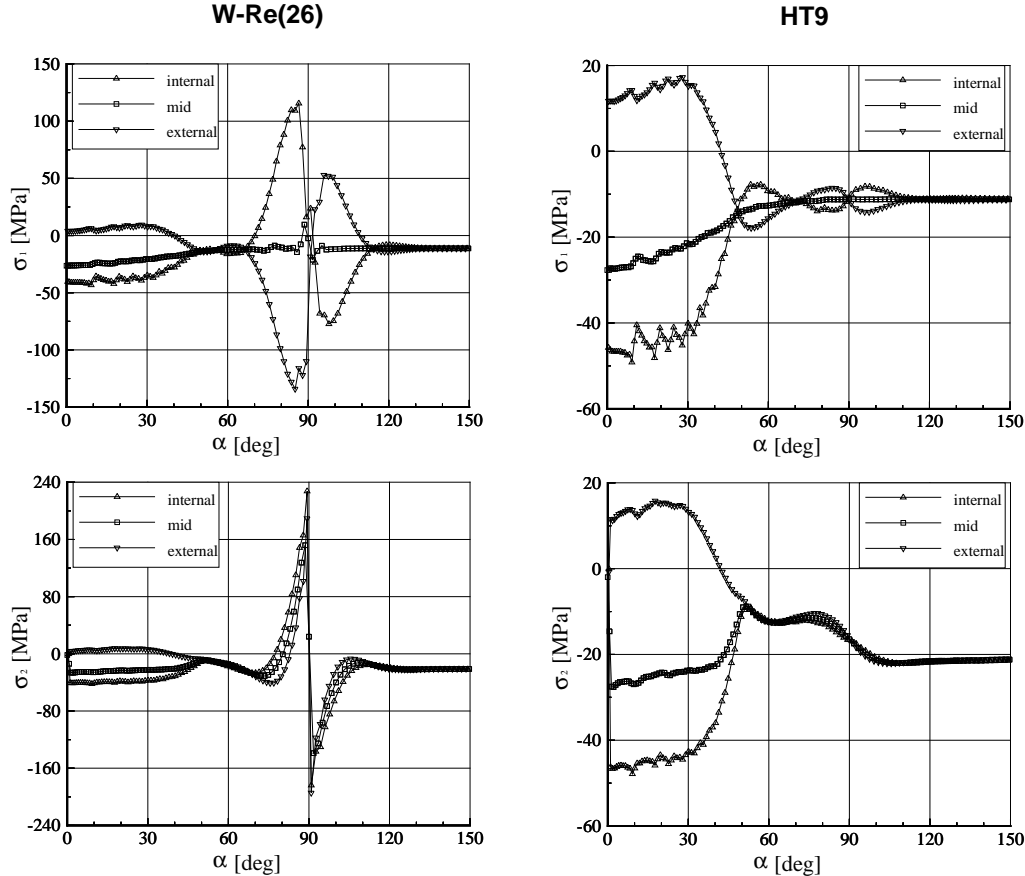 W-Re(26)
HT9
150
100
50
0
-50
-100
-150
σ1 [MPa]
internal
mid
external
0
30
60
90
120
150
α [deg]
20
0
-20
-40
-60
σ1 [MPa]
internal
mid
external
0
30
60
90
120
150
α [deg]
240
160
80
0
-80
-160
-240
σ2 [MPa]
internal
mid
external
0
30
60
90
120
150
α [deg]
20
0
-20
-40
-60
σ2 [MPa]
internal
mid
external
0
30
60
90
120
150
α [deg]